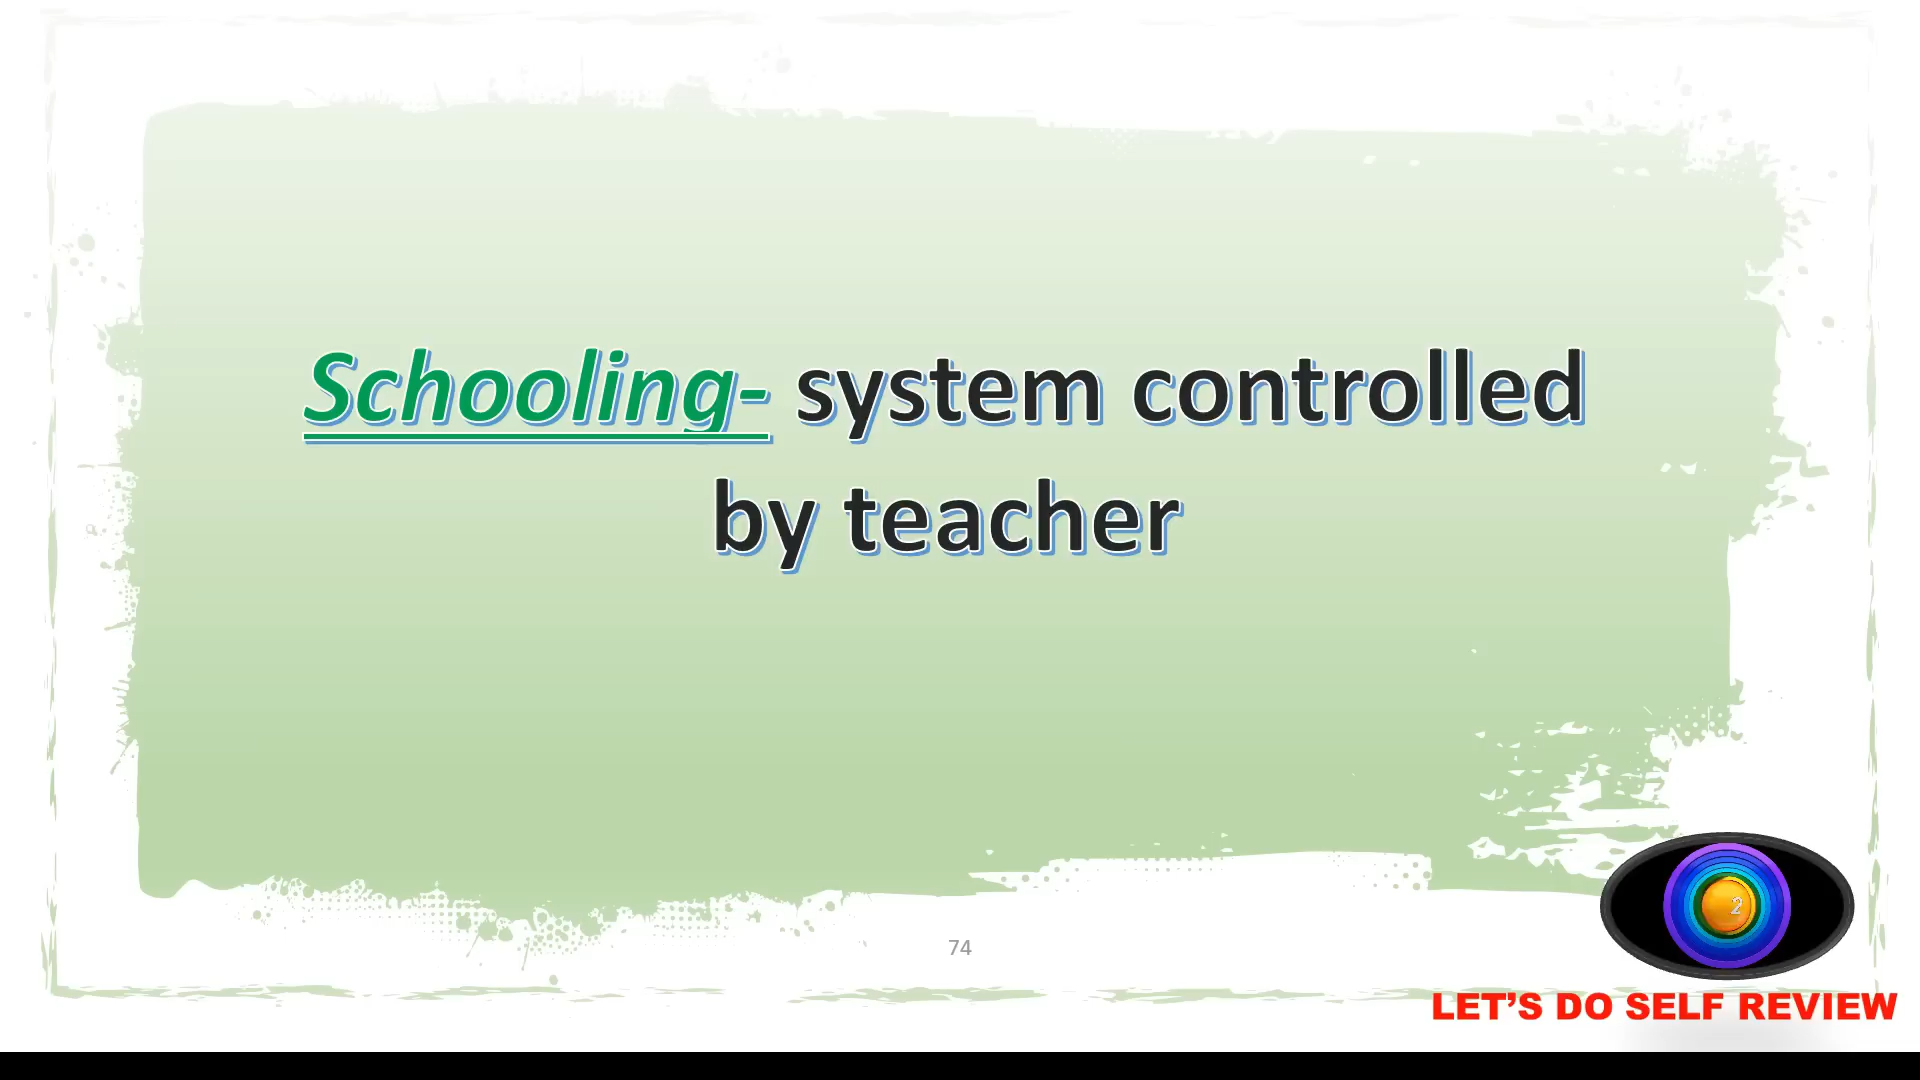 Schooling- system controlled
by teacher
2
74
LET’S DO SELF REVIEW